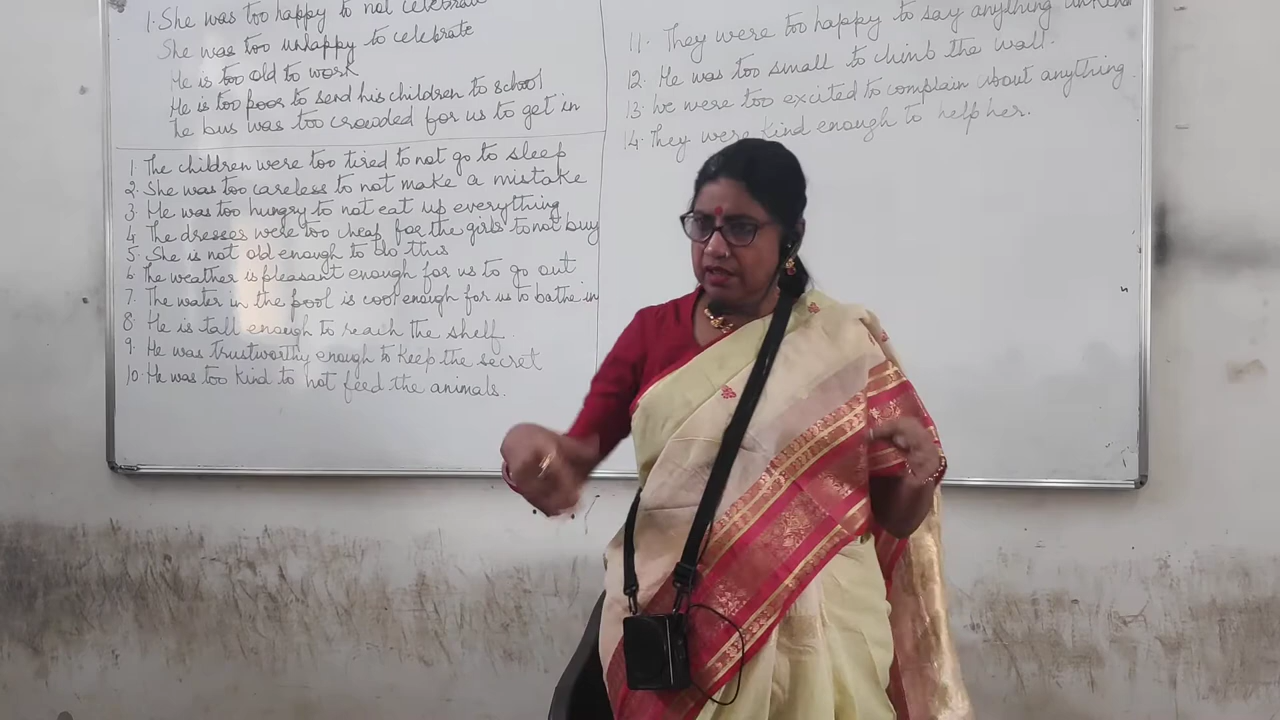 1. She was too happy to not celebrate
She was too unhappy to celebrate
He is too old to work
He is too poor to send his children to school
The bus was too crowded for us to get in
1. The children were too tired to not go to sleep
2. She was too careless to not make a mistake
3. He was too hungry to not eat up everything
4 The dresses were too cheap for the girls to not buy
5. She is not old enough to do this
6. The weather is pleasant enough for us to go out
7. The water in the pool is cool enough for us to bathe in
8. He is tall enough to reach the shelf.
9. He was trustworthy enough to keep the secret
10. He was too kind to not feed the animals.
11. They were too happy to say anything unkind
12. He was too small to climb the wall.
13. We were too excited to complain about anything.
14. They were kind enough to help her.